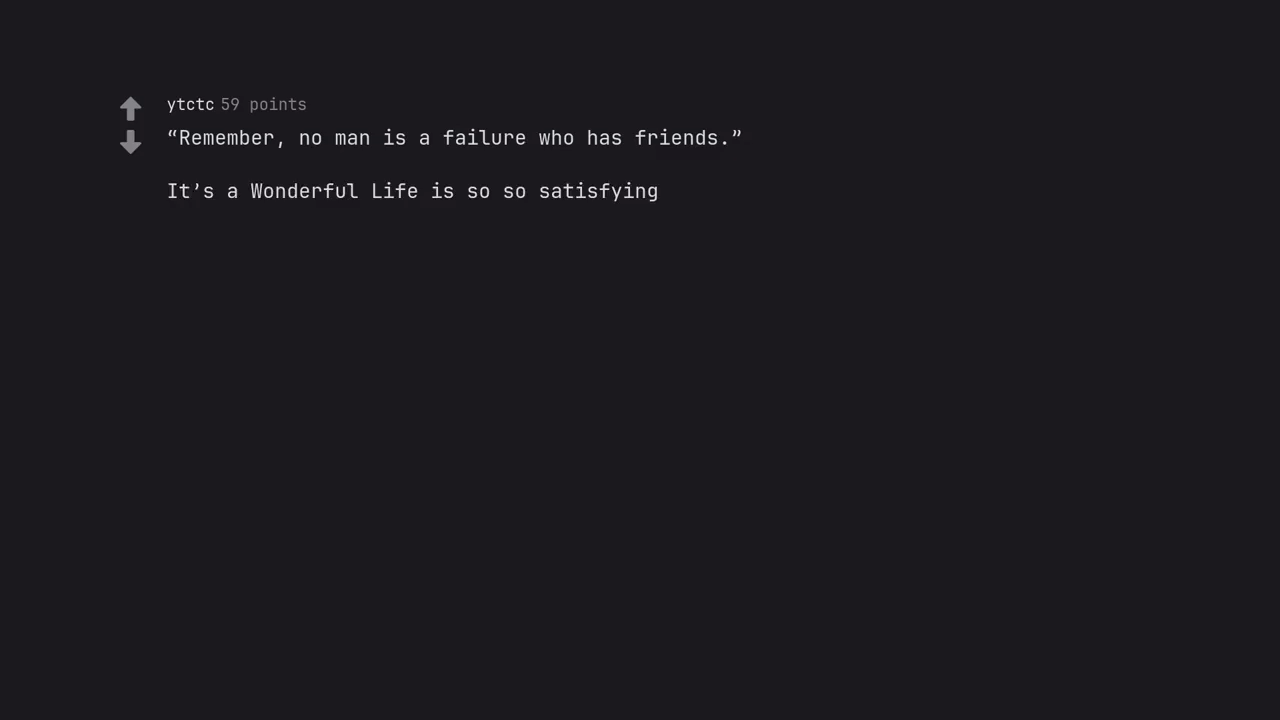 ytctc 59 points
“Remember, no man is a failure who has friends.”
It’s a Wonderful Life is so so satisfying